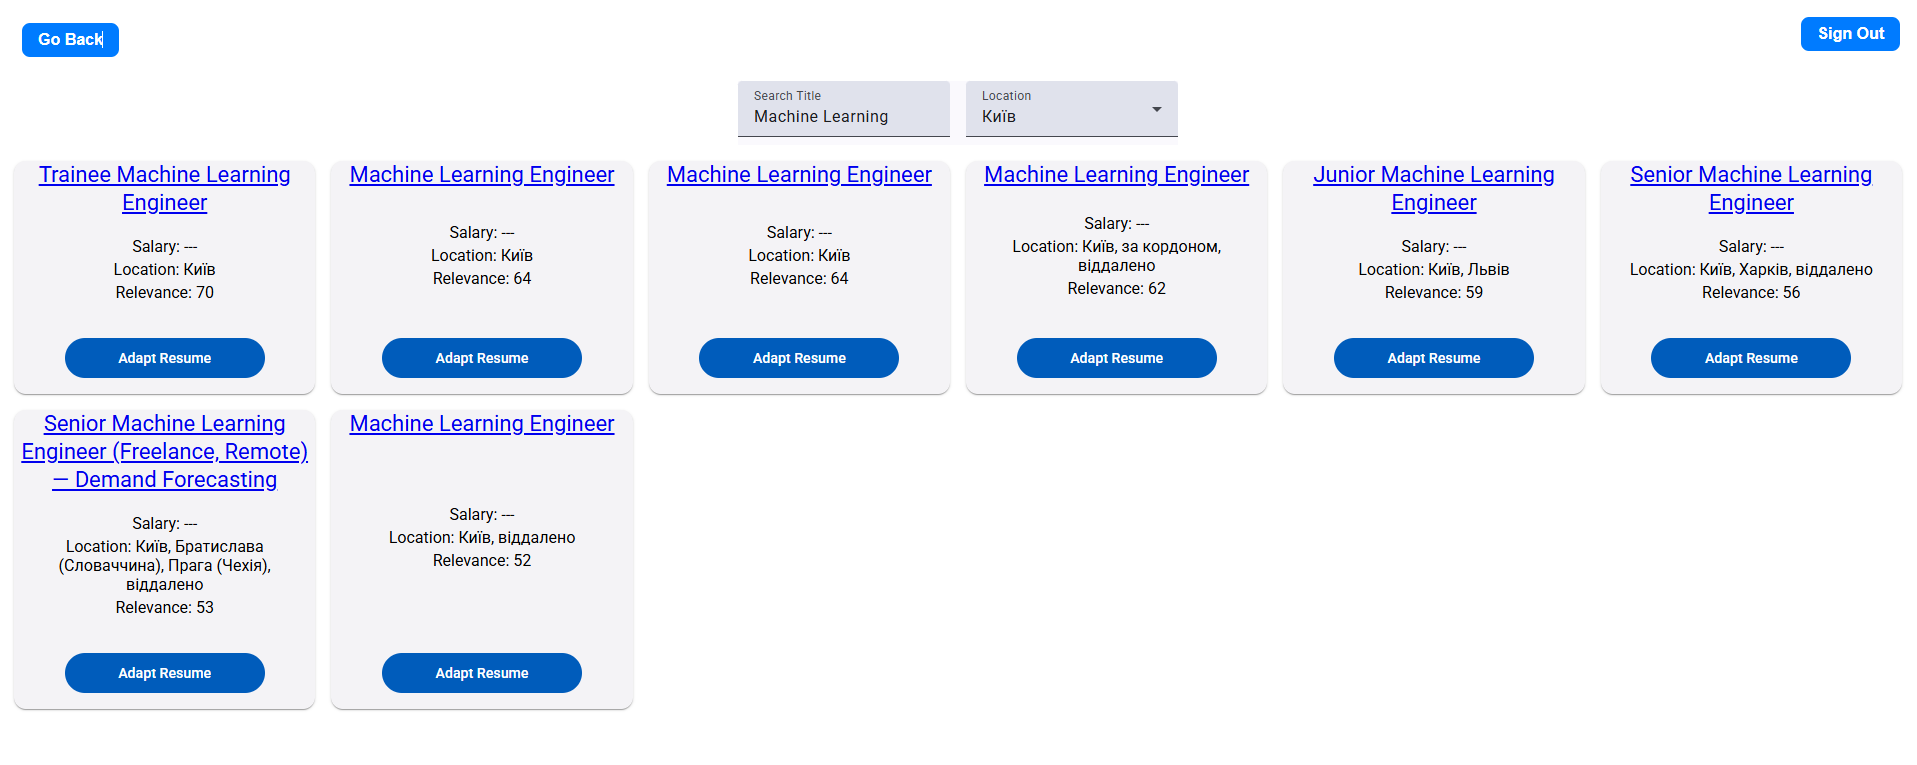 Go Back
Sign Out
Search Title
Machine Learning
Location
Київ
Trainee Machine Learning
Engineer
Salary: ---
Location: Київ
Relevance: 70
Adapt Resume
Machine Learning Engineer
Salary: ---
Location: Київ
Relevance: 64
Adapt Resume
Machine Learning Engineer
Salary: ---
Location: Київ
Relevance: 64
Adapt Resume
Machine Learning Engineer
Salary: ---
Location: Київ, за кордоном,
віддалено
Relevance: 62
Adapt Resume
Junior Machine Learning
Engineer
Salary: ---
Location: Київ, Львів
Relevance: 59
Adapt Resume
Senior Machine Learning
Engineer
Salary: ---
Location: Київ, Харків, віддалено
Relevance: 56
Adapt Resume
Senior Machine Learning
Engineer (Freelance, Remote)
— Demand Forecasting
Salary: ---
Location: Київ, Братислава
(Словаччина), Прага (Чехія),
віддалено
Relevance: 53
Adapt Resume
Machine Learning Engineer
Salary: ---
Location: Київ, віддалено
Relevance: 52
Adapt Resume